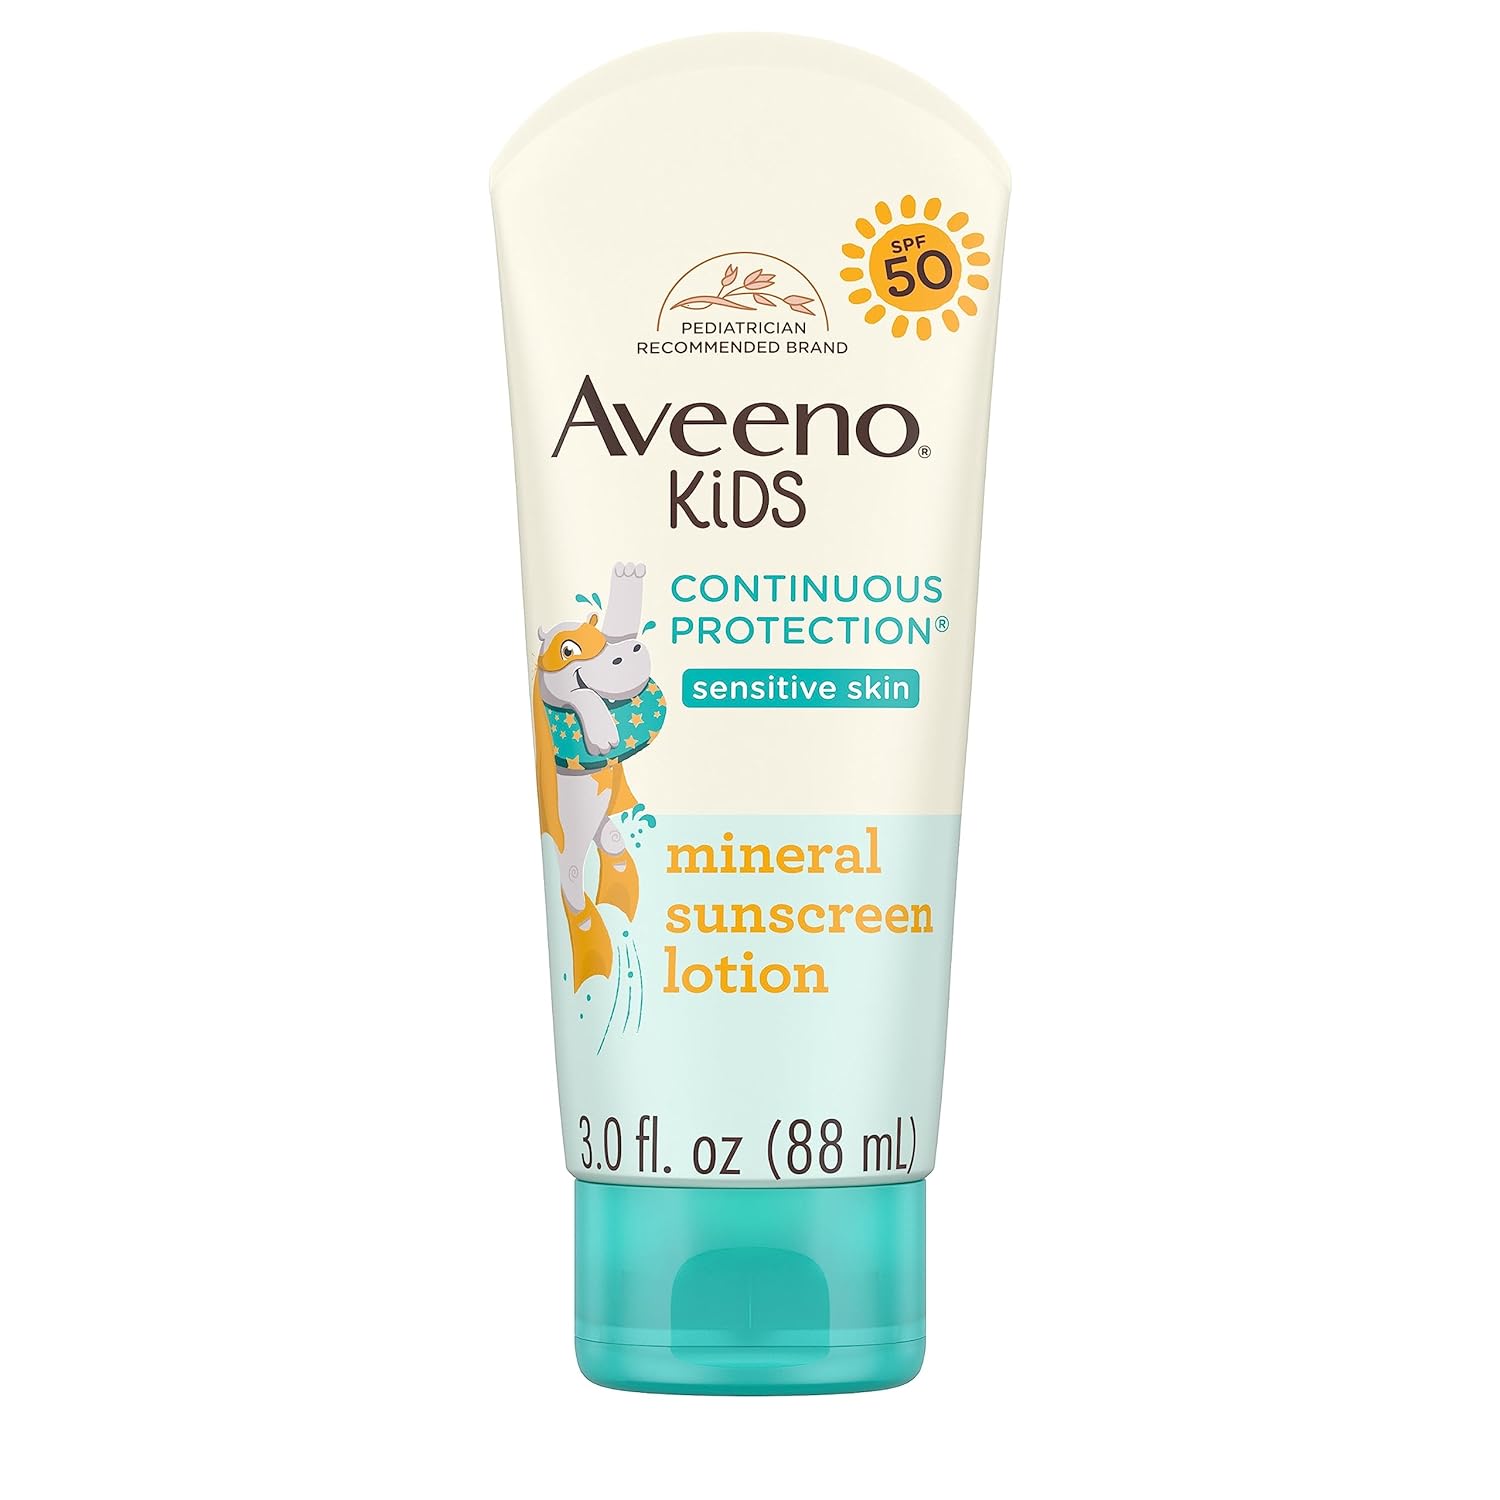 SPF
50
PEDIATRICIAN
RECOMMENDED BRAND
Aveeno®
KiDS
CONTINUOUS
PROTECTION®
sensitive skin
mineral
sunscreen
lotion
3.0 fl. oz (88 mL)